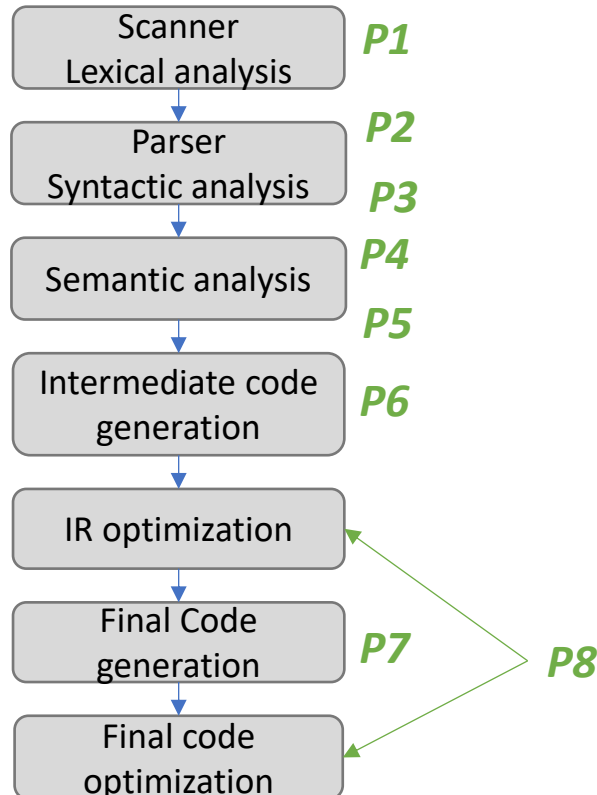 Scanner
Lexical analysis
P1
P2
Parser
Syntactic analysis
P3
P4
Semantic analysis
P5
Intermediate code
generation
P6
IR optimization
Final Code
generation
P7
P8
Final code
optimization